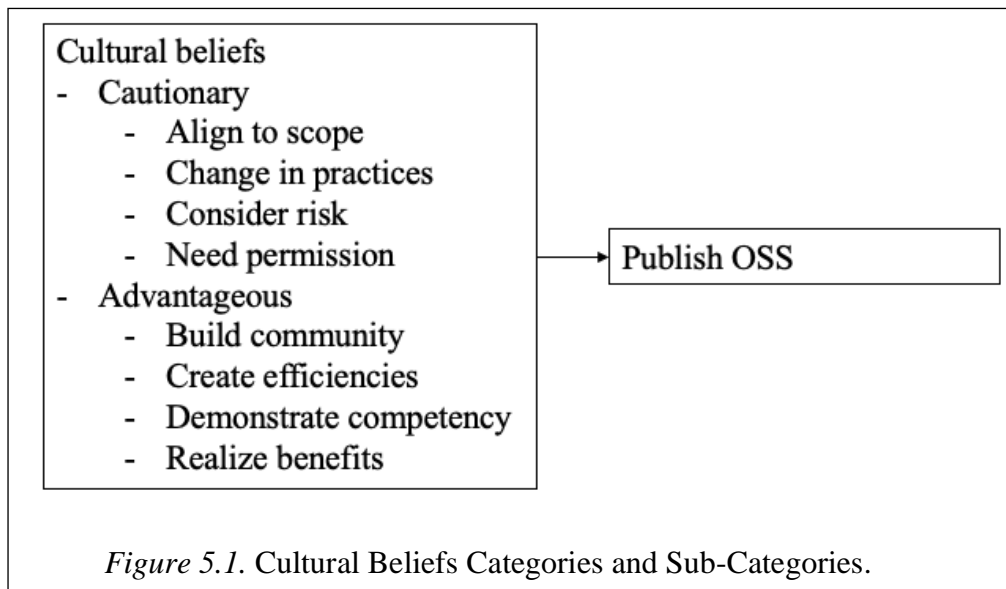 Cultural beliefs
- Cautionary
- Align to scope
- Change in practices
- Consider risk
- Need permission
- Advantageous
- Build community
- Create efficiencies
- Demonstrate competency
- Realize benefits
Publish OSS
Figure 5.1. Cultural Beliefs Categories and Sub-Categories.